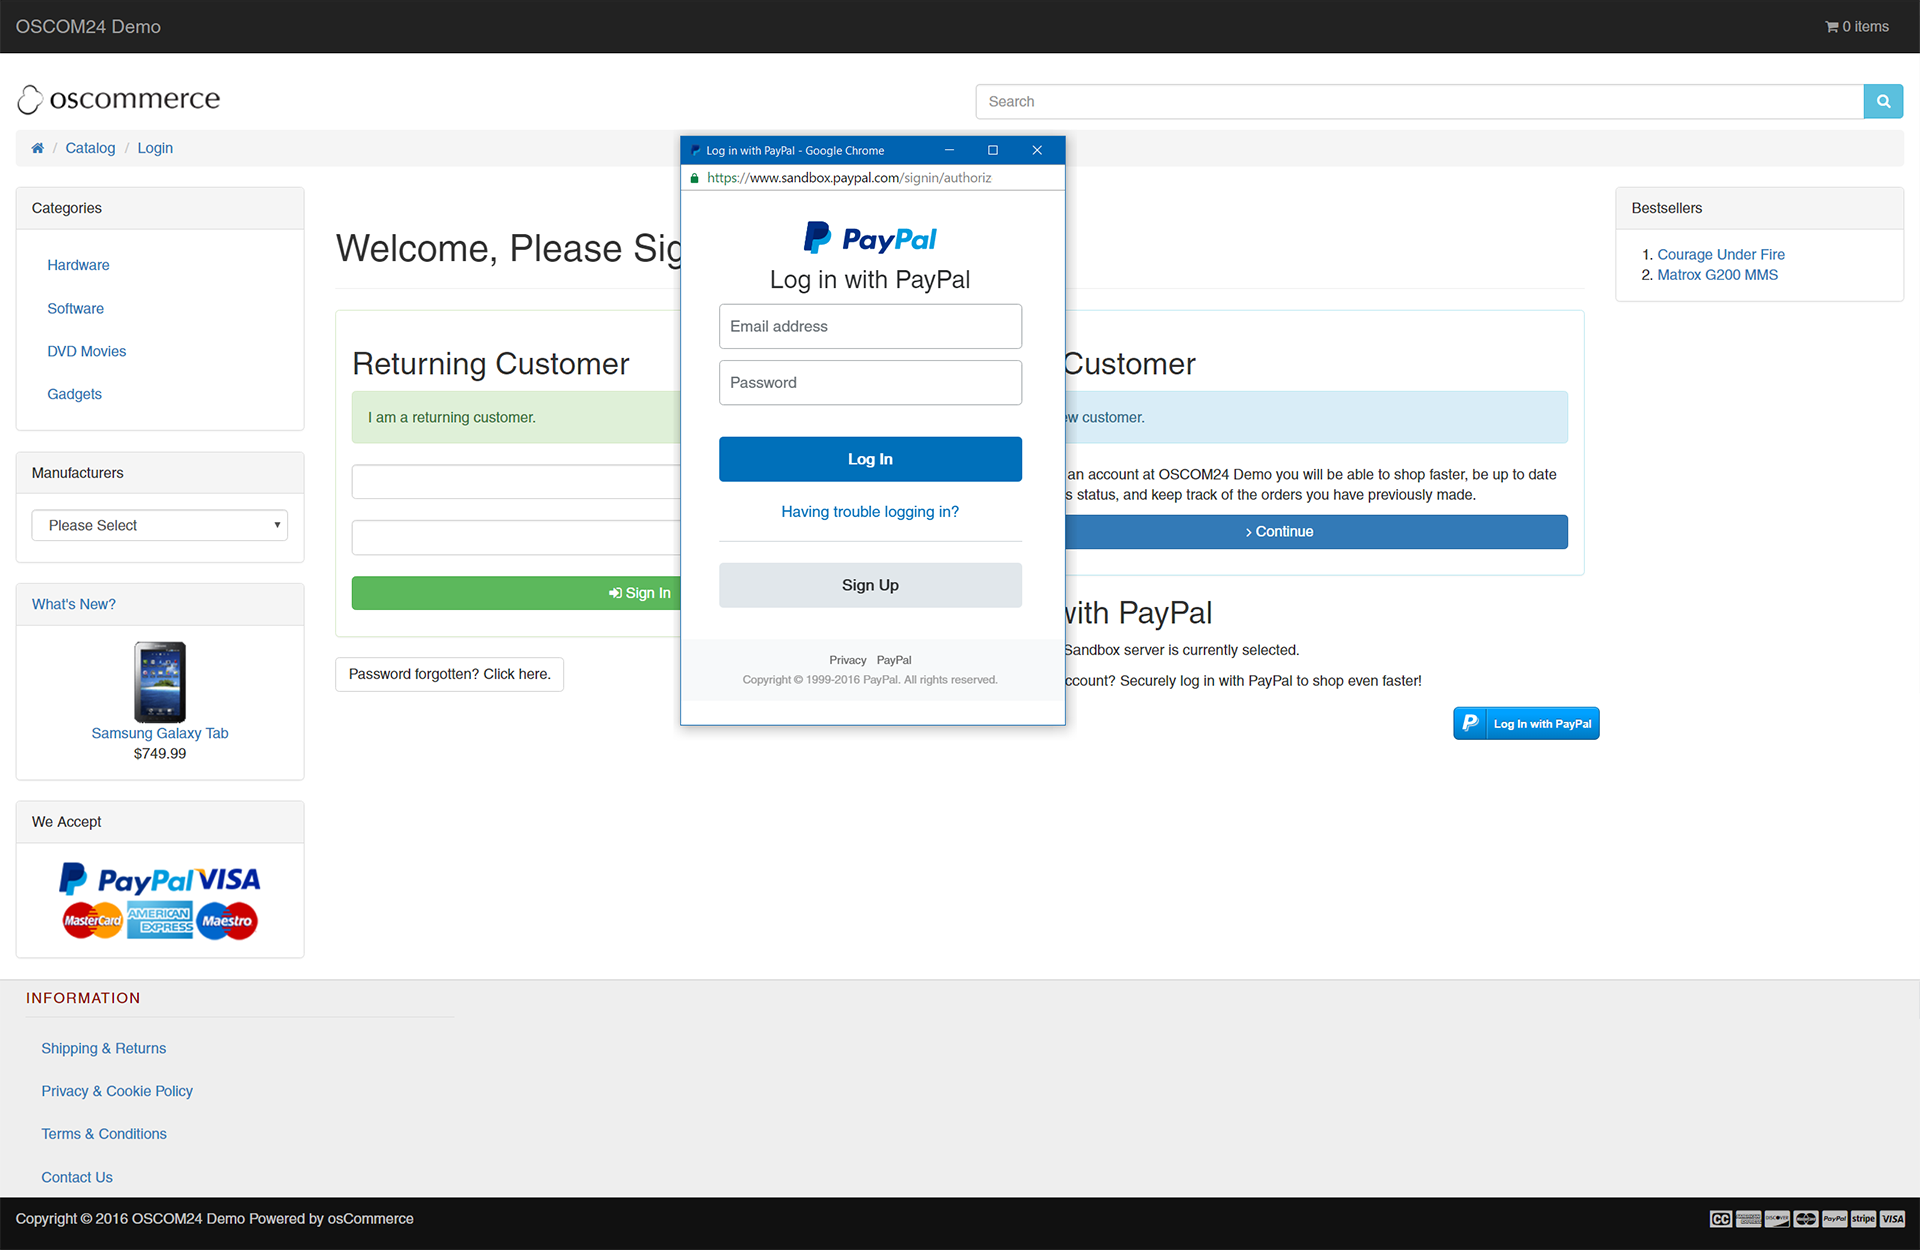 OSCOM24 Demo
0 items
oscommerce
Search
/ Catalog / Login
Log in with PayPal - Google Chrome
https://www.sandbox.paypal.com/signin/authoriz
Categories
Hardware
Software
DVD Movies
Gadgets
Manufacturers
Please Select
What's New?
Samsung Galaxy Tab
$749.99
We Accept
PayPal VISA
MasterCard AMERICAN EXPRESS Maestro
Welcome, Please Sig
Returning Customer
I am a returning customer.
Sign In
Password forgotten? Click here.
PayPal
Log in with PayPal
Email address
Password
Log In
Having trouble logging in?
Sign Up
Privacy PayPal
Copyright © 1999-2016 PayPal. All rights reserved.
Customer
ew customer.
an account at OSCOM24 Demo you will be able to shop faster, be up to date
s status, and keep track of the orders you have previously made.
› Continue
with PayPal
Sandbox server is currently selected.
ccount? Securely log in with PayPal to shop even faster!
Log In with PayPal
Bestsellers
1. Courage Under Fire
2. Matrox G200 MMS
INFORMATION
Shipping & Returns
Privacy & Cookie Policy
Terms & Conditions
Contact Us
Copyright © 2016 OSCOM24 Demo Powered by osCommerce
CC DISCOVER PayPal stripe VISA